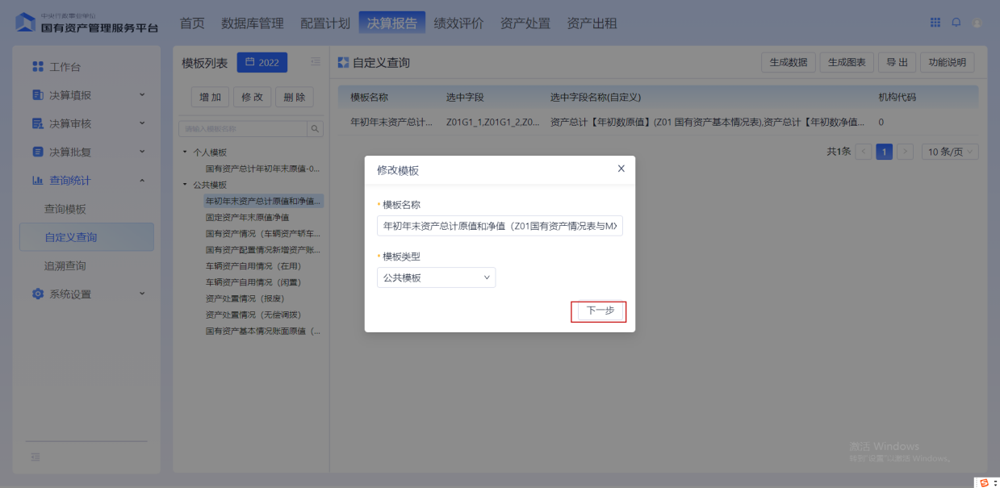 中央行政事业单位
国有资产管理服务平台
首页 数据库管理 配置计划 决算报告 绩效评价 资产处置 资产出租
工作台
决算填报
决算审核
决算批复
查询统计
查询模板
自定义查询
追溯查询
系统设置
模板列表 2022
增 加 修 改 删 除
请输入模板名称
个人模板
国有资产总计年初年末原值-0...
公共模板
年初年末资产总计原值和净值...
固定资产年末原值净值
国有资产情况（车辆资产轿车...
国有资产配置情况新增资产账...
车辆资产自用情况（在用）
车辆资产自用情况（闲置）
资产处置情况（报废）
资产处置情况（无偿调拨）
国有资产基本情况账面原值（...
自定义查询
生成数据 生成图表 导 出 功能说明
模板名称 选中字段 选中字段名称(自定义) 机构代码
年初年末资产总计... Z01G1_1,Z01G1_2,Z0... 资产总计【年初数原值】(Z01 国有资产基本情况表),资产总计【年初数净值... 0
共1条 < 1 > 10 条/页
修改模板 X
* 模板名称
年初年末资产总计原值和净值（Z01国有资产情况表与MX
* 模板类型
公共模板
下一步
激活 Windows
转到"设置"以激活 Windows。